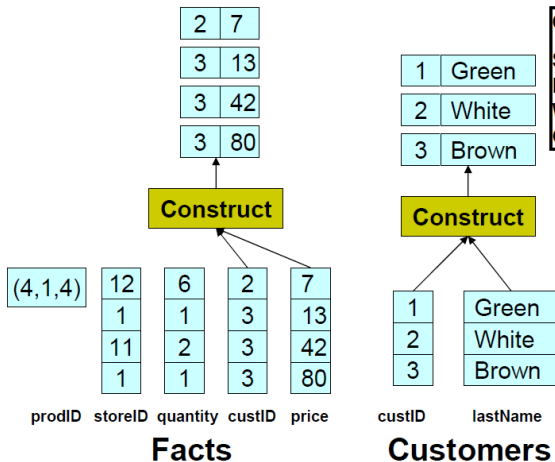 2 7
3 13
3 42
3 80
1 Green
2 White
3 Brown
Construct
Construct
(4,1,4)
12 6 2 7
1 1 3 13
11 2 3 42
1 1 3 80
1 Green
2 White
3 Brown
prodID storeID quantity custID price
custID lastName
Facts
Customers